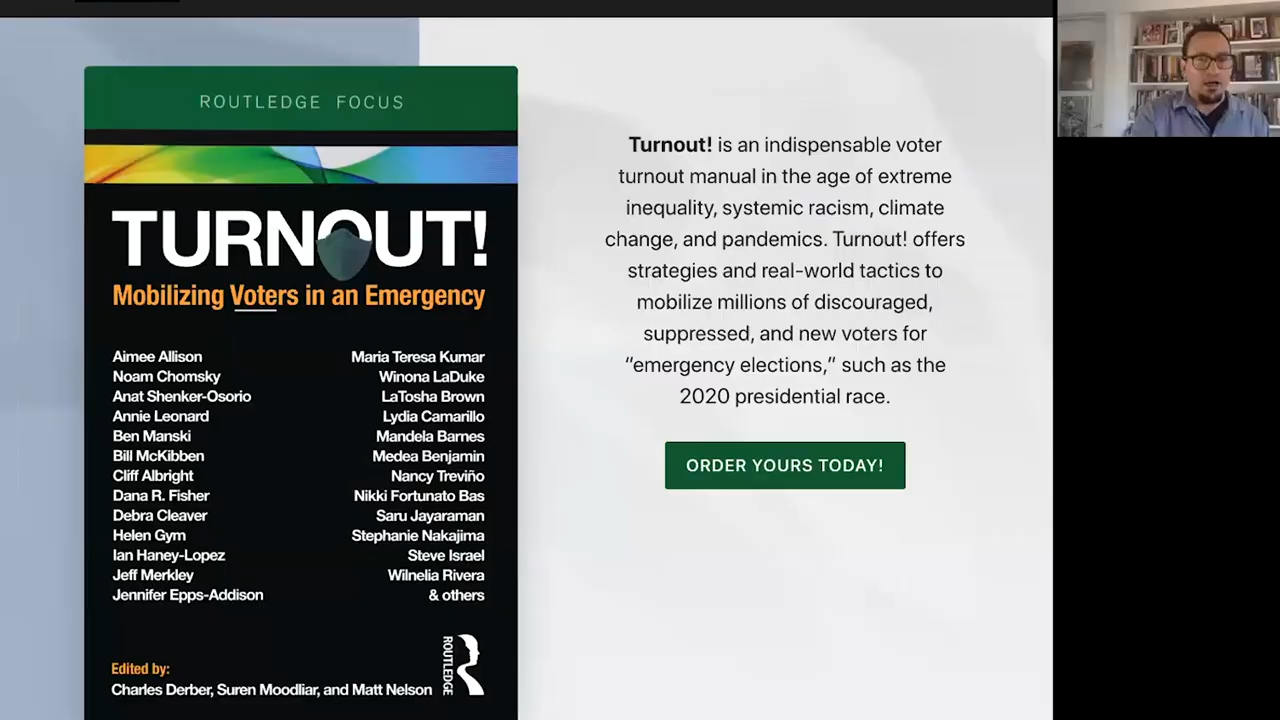 ROUTLEDGE FOCUS
TURNOUT!
Mobilizing Voters in an Emergency
Aimee Allison
Noam Chomsky
Anat Shenker-Osorio
Annie Leonard
Ben Manski
Bill McKibben
Cliff Albright
Dana R. Fisher
Debra Cleaver
Helen Gym
Ian Haney-Lopez
Jeff Merkley
Jennifer Epps-Addison
Maria Teresa Kumar
Winona LaDuke
LaTosha Brown
Lydia Camarillo
Mandela Barnes
Medea Benjamin
Nancy Treviño
Nikki Fortunato Bas
Saru Jayaraman
Stephanie Nakajima
Steve Israel
Wilnelia Rivera
& others
Edited by:
Charles Derber, Suren Moodliar, and Matt Nelson
ROUTLEDGE
Turnout! is an indispensable voter
turnout manual in the age of extreme
inequality, systemic racism, climate
change, and pandemics. Turnout! offers
strategies and real-world tactics to
mobilize millions of discouraged,
suppressed, and new voters for
“emergency elections,” such as the
2020 presidential race.
ORDER YOURS TODAY!